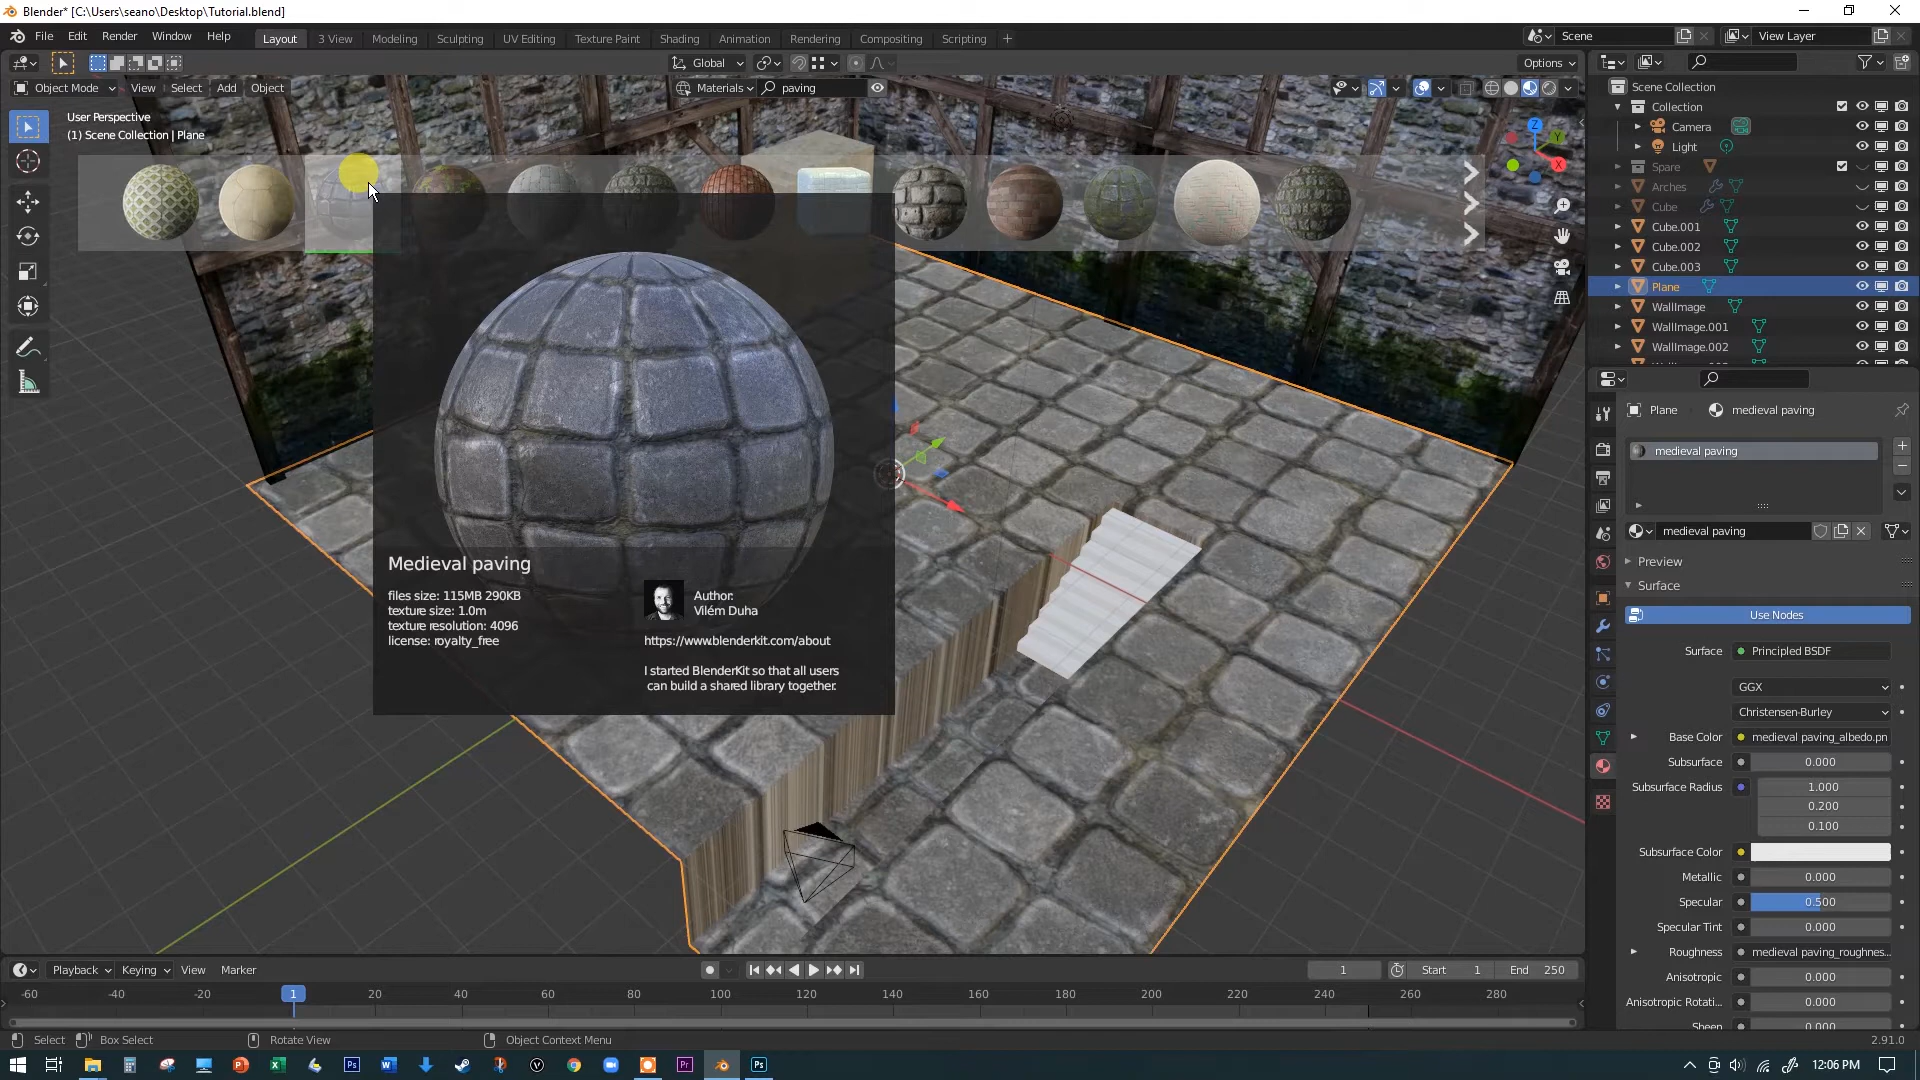 Blender* [C:\Users\seano\Desktop\Tutorial.blend]
File Edit Render Window Help Layout 3 View Modeling Sculpting UV Editing Texture Paint Shading Animation Rendering Compositing Scripting + Scene View Layer
Global Options
Object Mode View Select Add Object Materials paving
User Perspective
(1) Scene Collection | Plane
Z
Y
X
Scene Collection
Collection
Camera
Light
Spare
Arches
Cube
Cube.001
Cube.002
Cube.003
Plane
WallImage
WallImage.001
WallImage.002
Medieval paving
files size: 115MB 290KB
texture size: 1.0m
texture resolution: 4096
license: royalty_free
Author:
Vilém Duha
https://www.blenderkit.com/about
I started BlenderKit so that all users
can build a shared library together.
Plane medieval paving
medieval paving
medieval paving
Preview
Surface
Use Nodes
Surface Principled BSDF
GGX
Christensen-Burley
Base Color medieval paving_albedo.pn
Subsurface 0.000
Subsurface Radius 1.000
0.200
0.100
Subsurface Color
Metallic 0.000
Specular 0.500
Specular Tint 0.000
Roughness medieval paving_roughnes...
Anisotropic 0.000
Anisotropic Rotati... 0.000
Sheen 0.000
Playback Keying View Marker 1 Start 1 End 250
-60 -40 -20 1 20 40 60 80 100 120 140 160 180 200 220 240 260 280
Select Box Select Rotate View Object Context Menu 2.91.0
12:06 PM